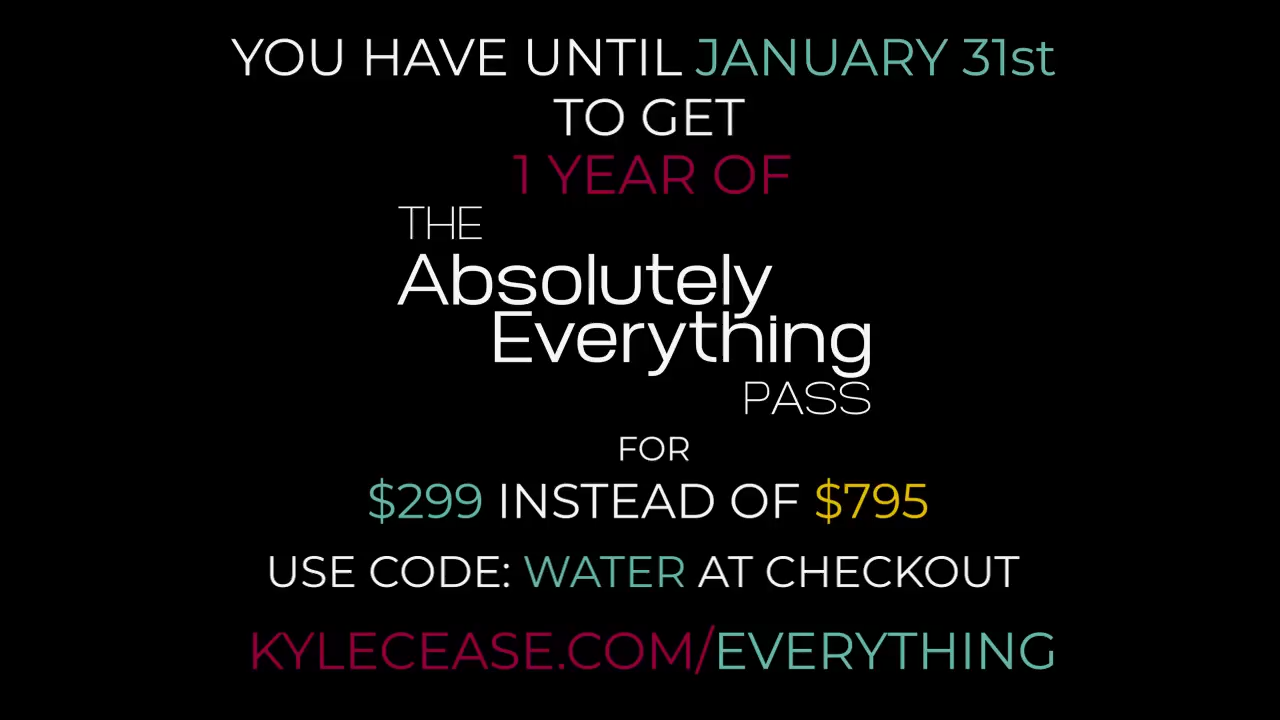 YOU HAVE UNTIL JANUARY 31st
TO GET
1 YEAR OF
THE
Absolutely
Everything
PASS
FOR
$299 INSTEAD OF $795
USE CODE: WATER AT CHECKOUT
KYLECEASE.COM/EVERYTHING